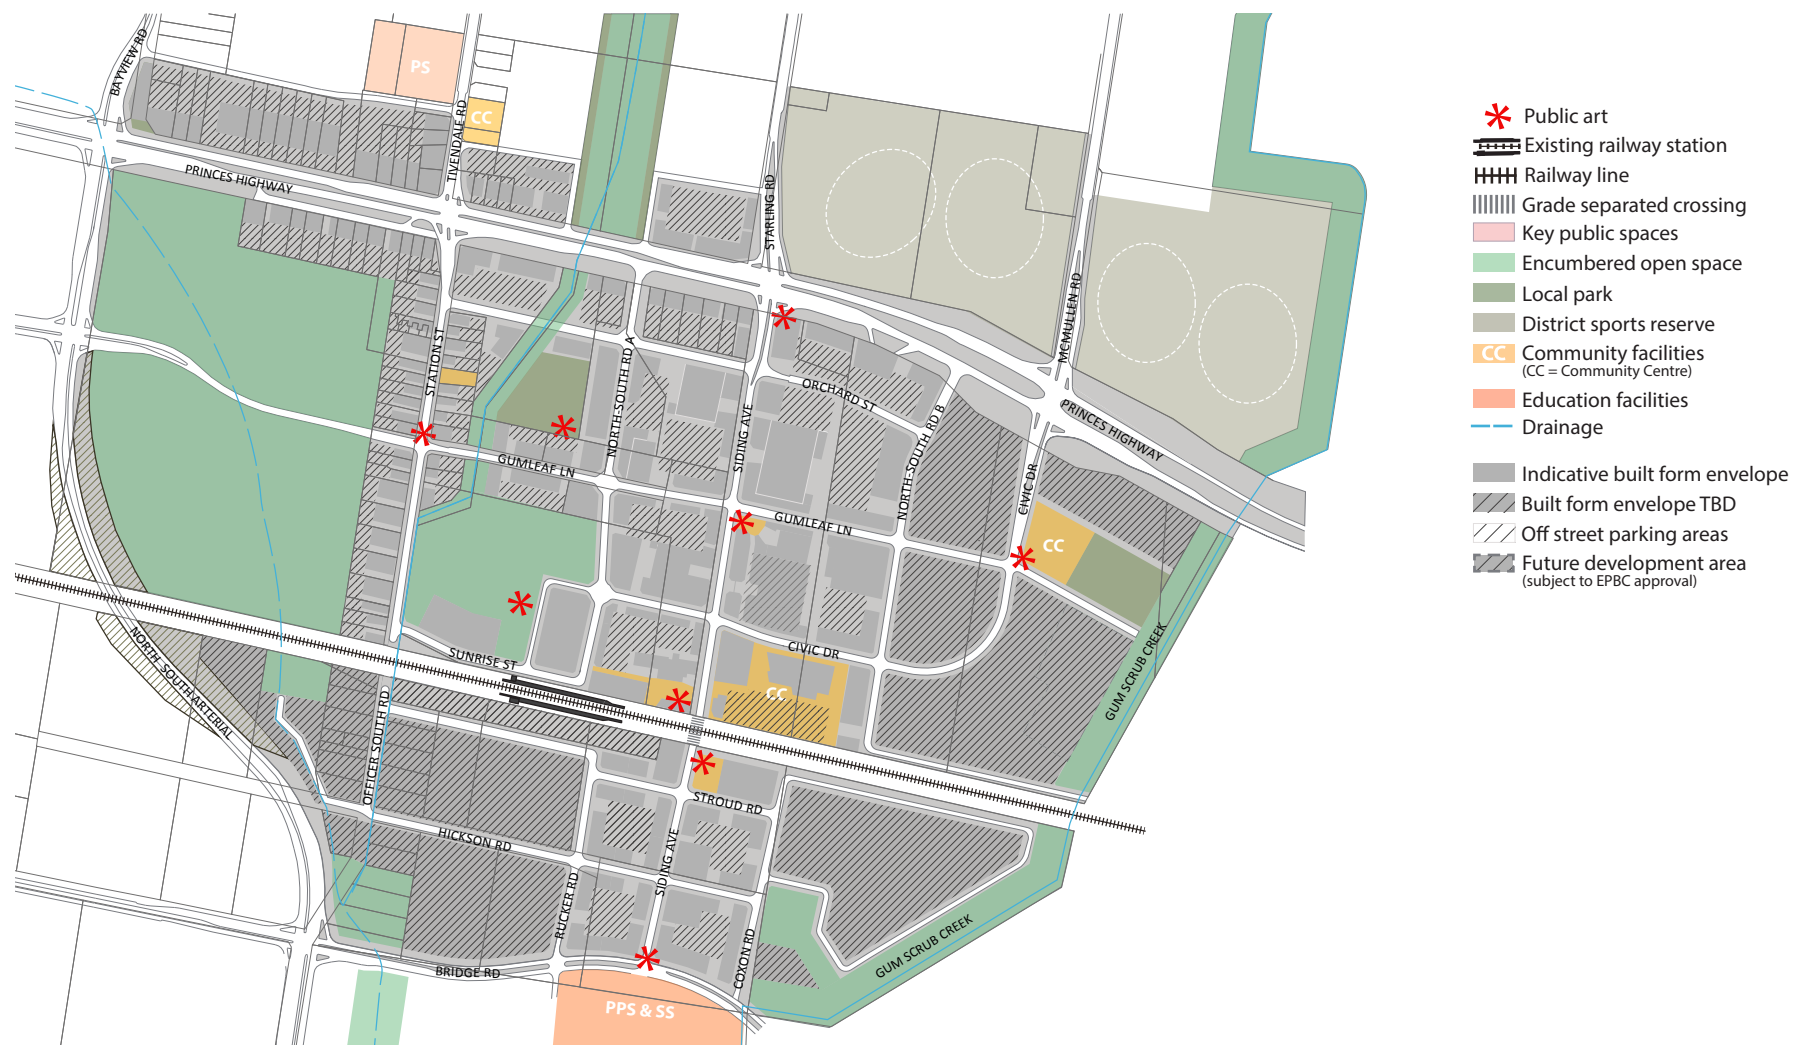 BAYVIEW RD
PS
TIVENDALE RD
CC
PRINCES HIGHWAY
STARLING RD
MCMULLEN RD
STATION ST
NORTH-SOUTH RD A
SIDING AVE
ORCHARD ST
NORTH-SOUTH RD B
PRINCES HIGHWAY
CIVIC DR
GUMLEAF LN
GUMLEAF LN
CC
NORTH SOUTH ARTERIAL
SUNRISE ST
CIVIC DR
CC
GUM SCRUB CREEK
OFFICER SOUTH RD
STROUD RD
HICKSON RD
SIDING AVE
RUCKER RD
COXON RD
GUM SCRUB CREEK
BRIDGE RD
PPS & SS
Public art
Existing railway station
Railway line
Grade separated crossing
Key public spaces
Encumbered open space
Local park
District sports reserve
CC Community facilities
(CC = Community Centre)
Education facilities
Drainage
Indicative built form envelope
Built form envelope TBD
Off street parking areas
Future development area
(subject to EPBC approval)